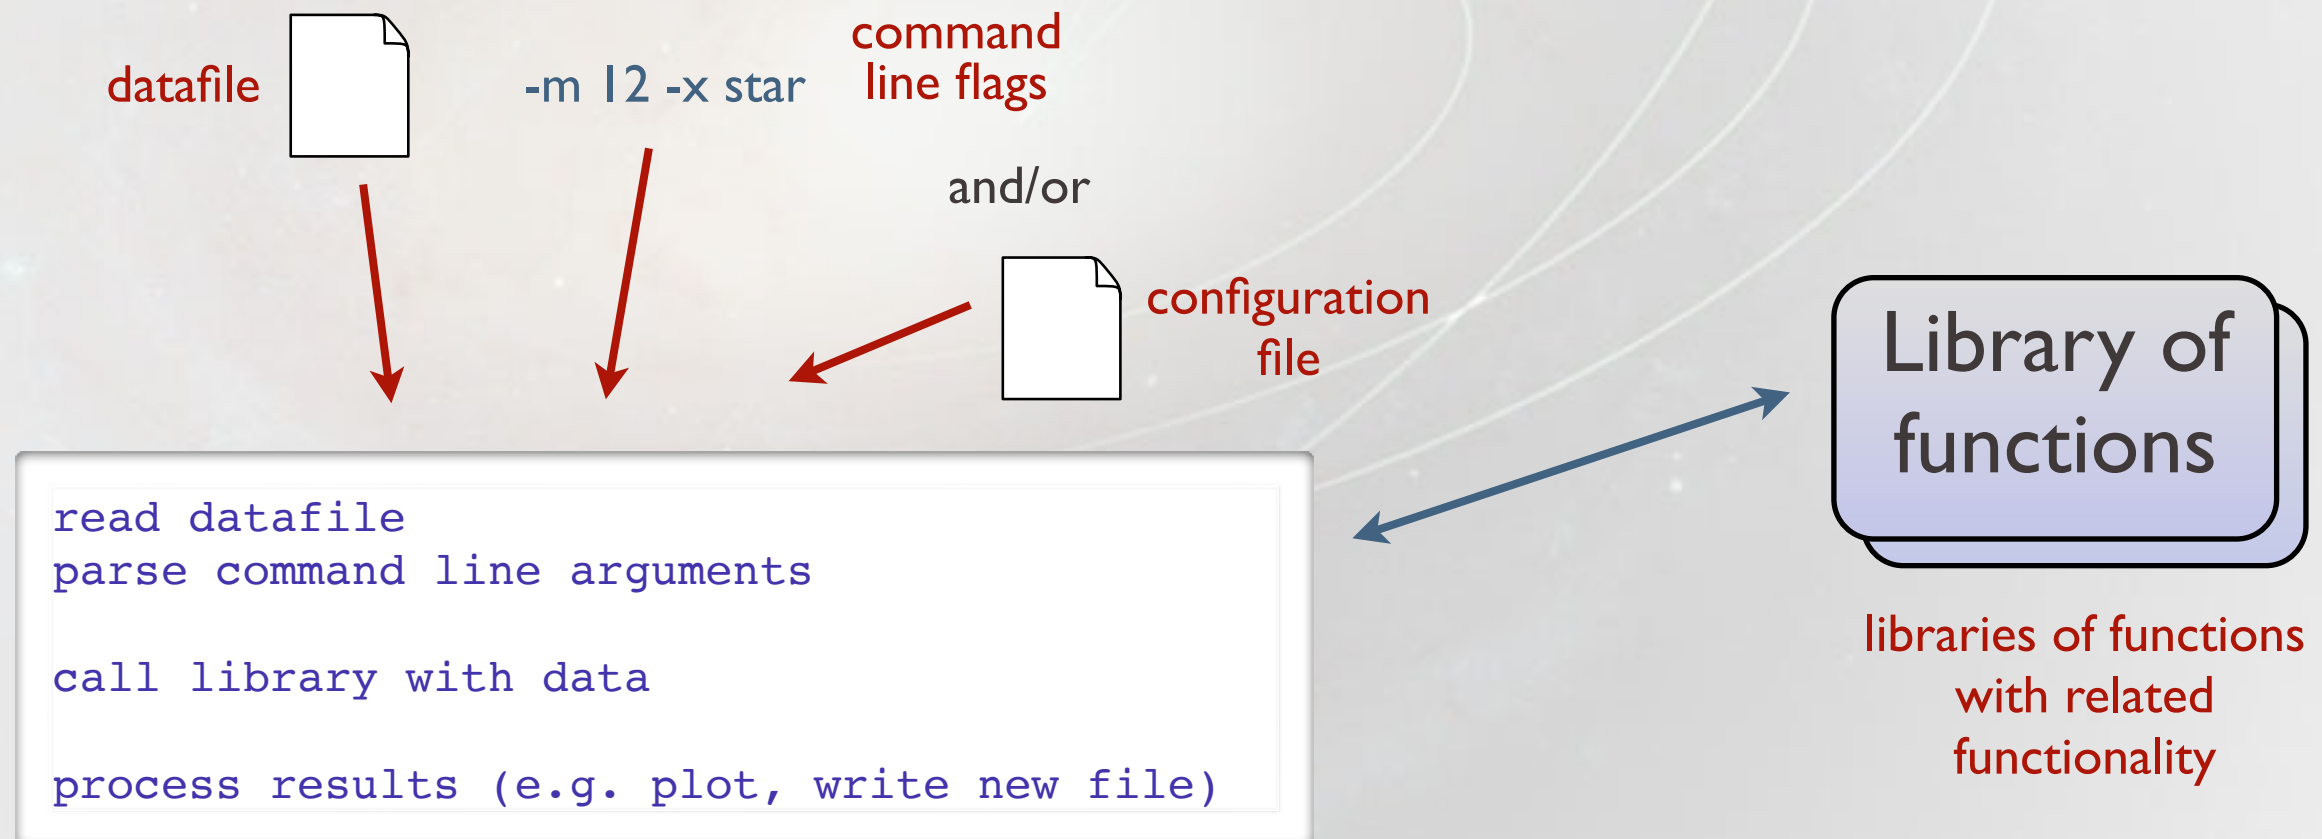 datafile
-m 12 -x star
command
line flags
and/or
configuration
file
Library of
functions
libraries of functions
with related
functionality
read datafile
parse command line arguments
call library with data
process results (e.g. plot, write new file)